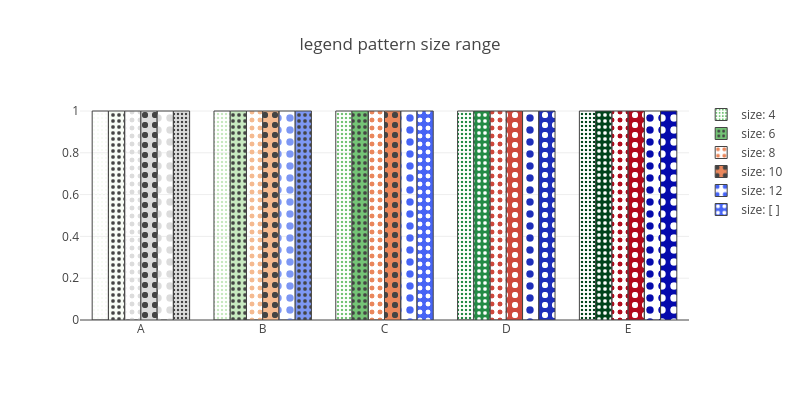 legend pattern size range
1
0.8
0.6
0.4
0.2
0
A B C D E
size: 4
size: 6
size: 8
size: 10
size: 12
size: [ ]